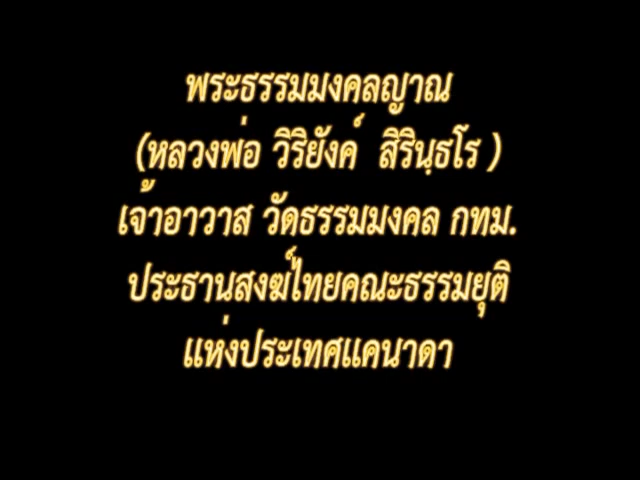 พระธรรมมงคลญาณ
(หลวงพ่อ วิริยังค์ สิรินฺธโร )
เจ้าอาวาส วัดธรรมมงคล กทม.
ประธานสงฆ์ไทยคณะธรรมยุติ
แห่งประเทศแคนาดา